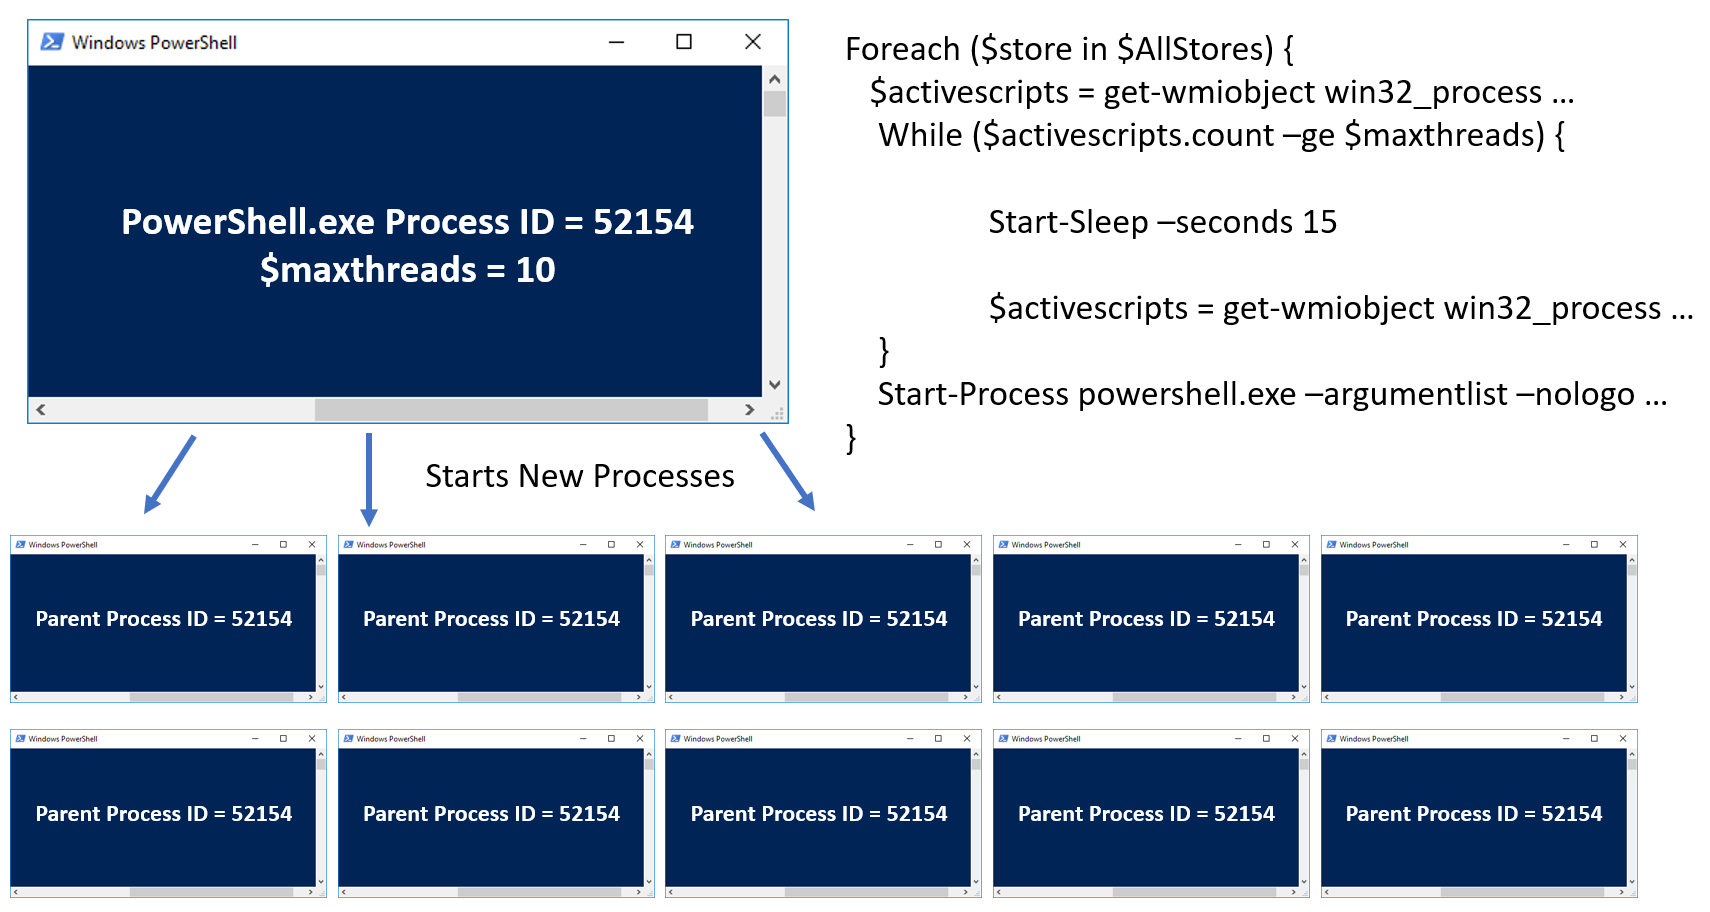 Windows PowerShell
PowerShell.exe Process ID = 52154
$maxthreads = 10
Foreach ($store in $AllStores) {
$activescripts = get-wmiobject win32_process ...
While ($activescripts.count –ge $maxthreads) {
Start-Sleep –seconds 15
$activescripts = get-wmiobject win32_process ...
}
Start-Process powershell.exe –argumentlist –nologo ...
}
Starts New Processes
Windows PowerShell
Parent Process ID = 52154
Windows PowerShell
Parent Process ID = 52154
Windows PowerShell
Parent Process ID = 52154
Windows PowerShell
Parent Process ID = 52154
Windows PowerShell
Parent Process ID = 52154
Windows PowerShell
Parent Process ID = 52154
Windows PowerShell
Parent Process ID = 52154
Windows PowerShell
Parent Process ID = 52154
Windows PowerShell
Parent Process ID = 52154
Windows PowerShell
Parent Process ID = 52154